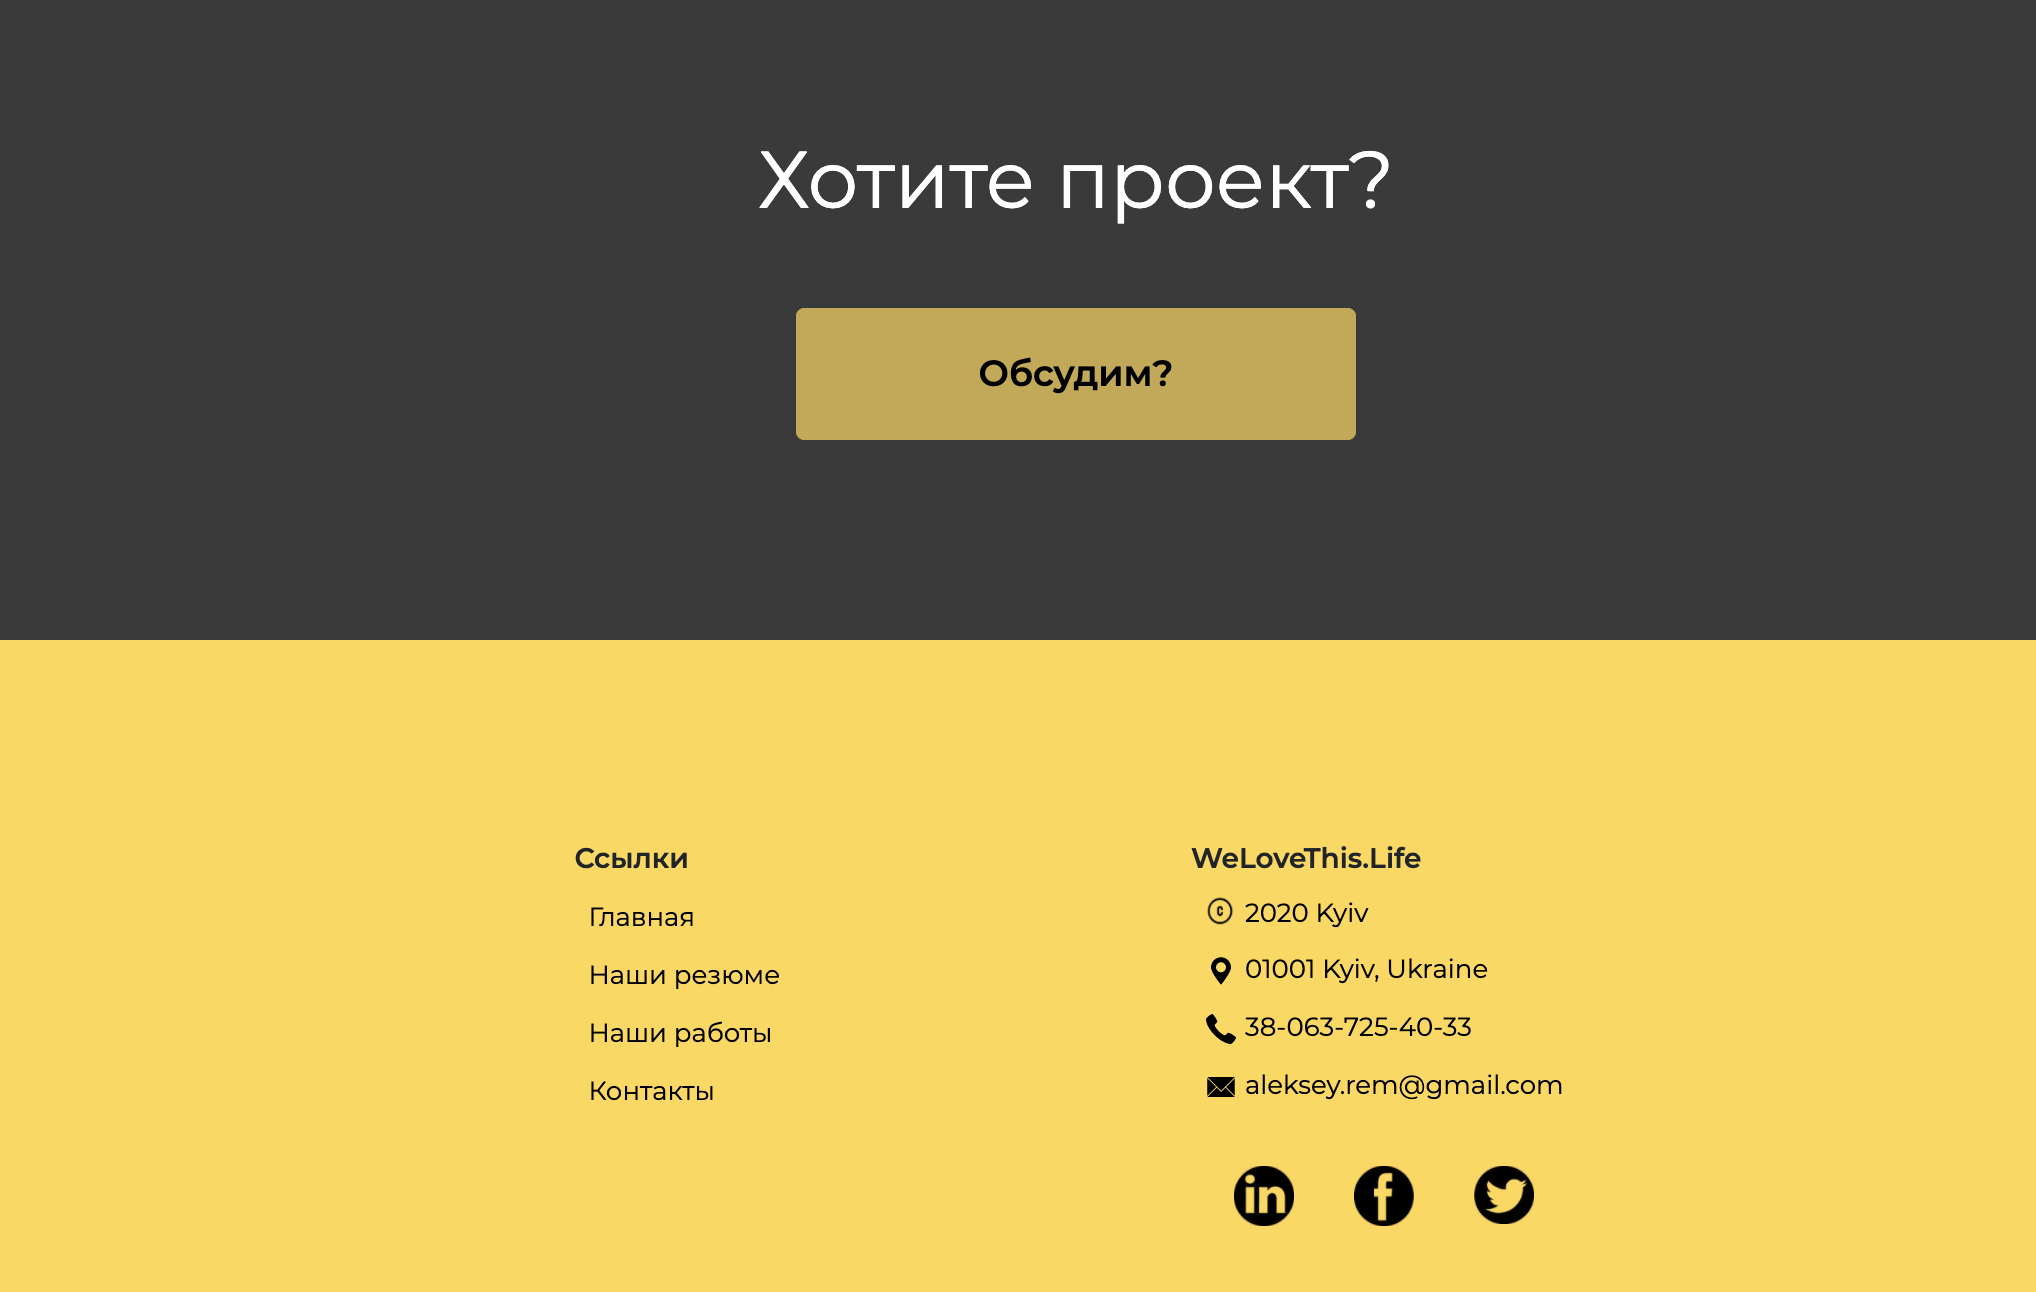 Хотите проект?
Обсудим?
Ссылки
Главная
Наши резюме
Наши работы
Контакты
WeLoveThis.Life
© 2020 Kyiv
01001 Kyiv, Ukraine
38-063-725-40-33
aleksey.rem@gmail.com
in f